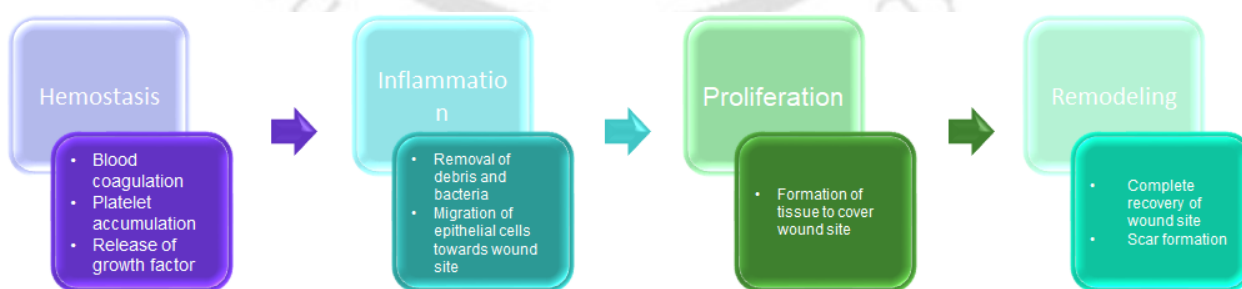 Hemostasis
• Blood
coagulation
• Platelet
accumulation
• Release of
growth factor
Inflammatio
n
• Removal of
debris and
bacteria
• Migration of
epithelial cells
towards wound
site
Proliferation
• Formation of
tissue to cover
wound site
Remodeling
• Complete
recovery of
wound site
• Scar formation